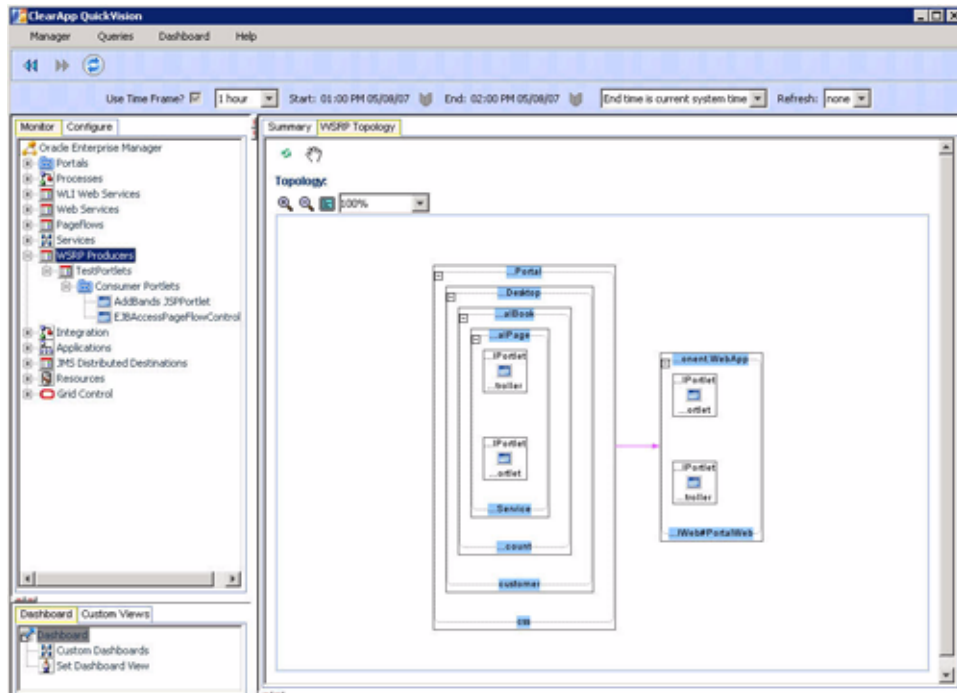 ClearApp QuickVision
Manager Queries Dashboard Help
Use Time Frame? 1 hour Start: 01:00 PM 05/08/07 End: 02:00 PM 05/08/07 End time is current system time Refresh: none
Monitor Configure
Oracle Enterprise Manager
Portals
Processes
WLI Web Services
Web Services
Pageflows
Services
WSRP Producers
TestPortlets
Consumer Portlets
AddBands JSPPortlet
EJBAccessPageFlowControl
Integration
Applications
JMS Distributed Destinations
Resources
Grid Control
Dashboard Custom Views
Dashboard
Custom Dashboards
Set Dashboard View
Summary WSRP Topology
Topology:
100%
...Portal
...Desktop
...alBook
...alPage
...lPortlet
...troller
...lPortlet
...ortlet
...Service
...count
customer
...onent.WebApp
...lPortlet
...ortlet
...lPortlet
...troller
...lWeb#PortalWeb